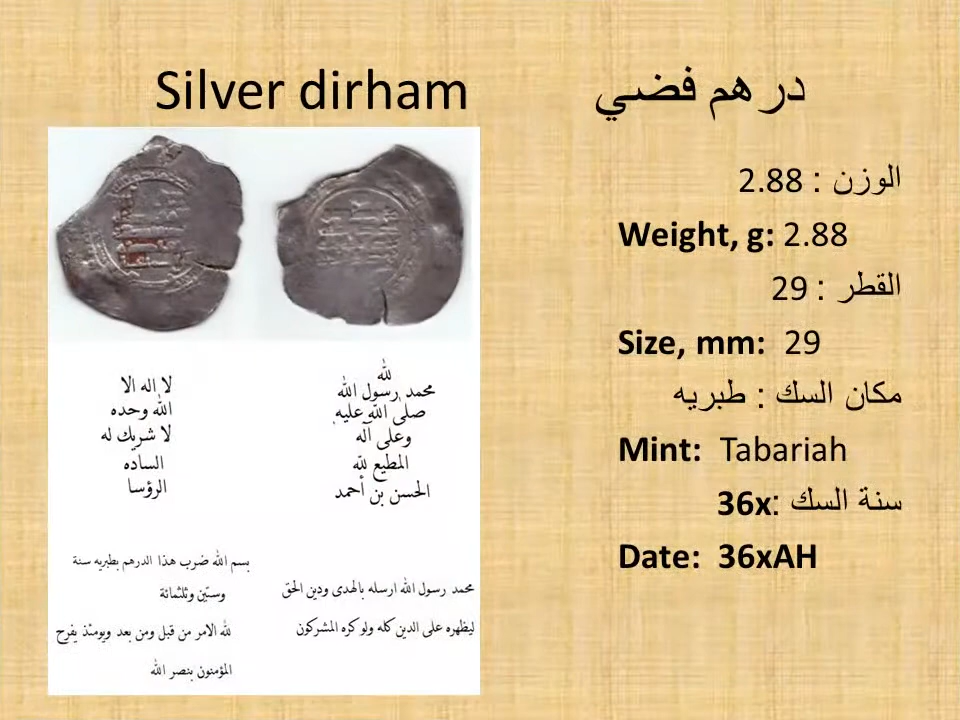 Silver dirham درهم فضي
الوزن : 2.88
Weight, g: 2.88
القطر : 29
Size, mm: 29
مكان السك : طبريه
Mint: Tabariah
سنة السك :36x
Date: 36xAH
لا اله الا
الله وحده
لا شريك له
الساده
الرؤسا
لله
محمد رسول الله
صلى الله عليه
وعلى آله
المطيع لله
الحسن بن أحمد
بسم الله ضرب هذا الدرهم بطبريه سنة
وستين وثلثمائة
لله الامر من قبل ومن بعد ويومئذ يفرح
المؤمنون بنصر الله
محمد رسول الله ارسله بالهدى ودين الحق
ليظهره على الدين كله ولو كره المشركون